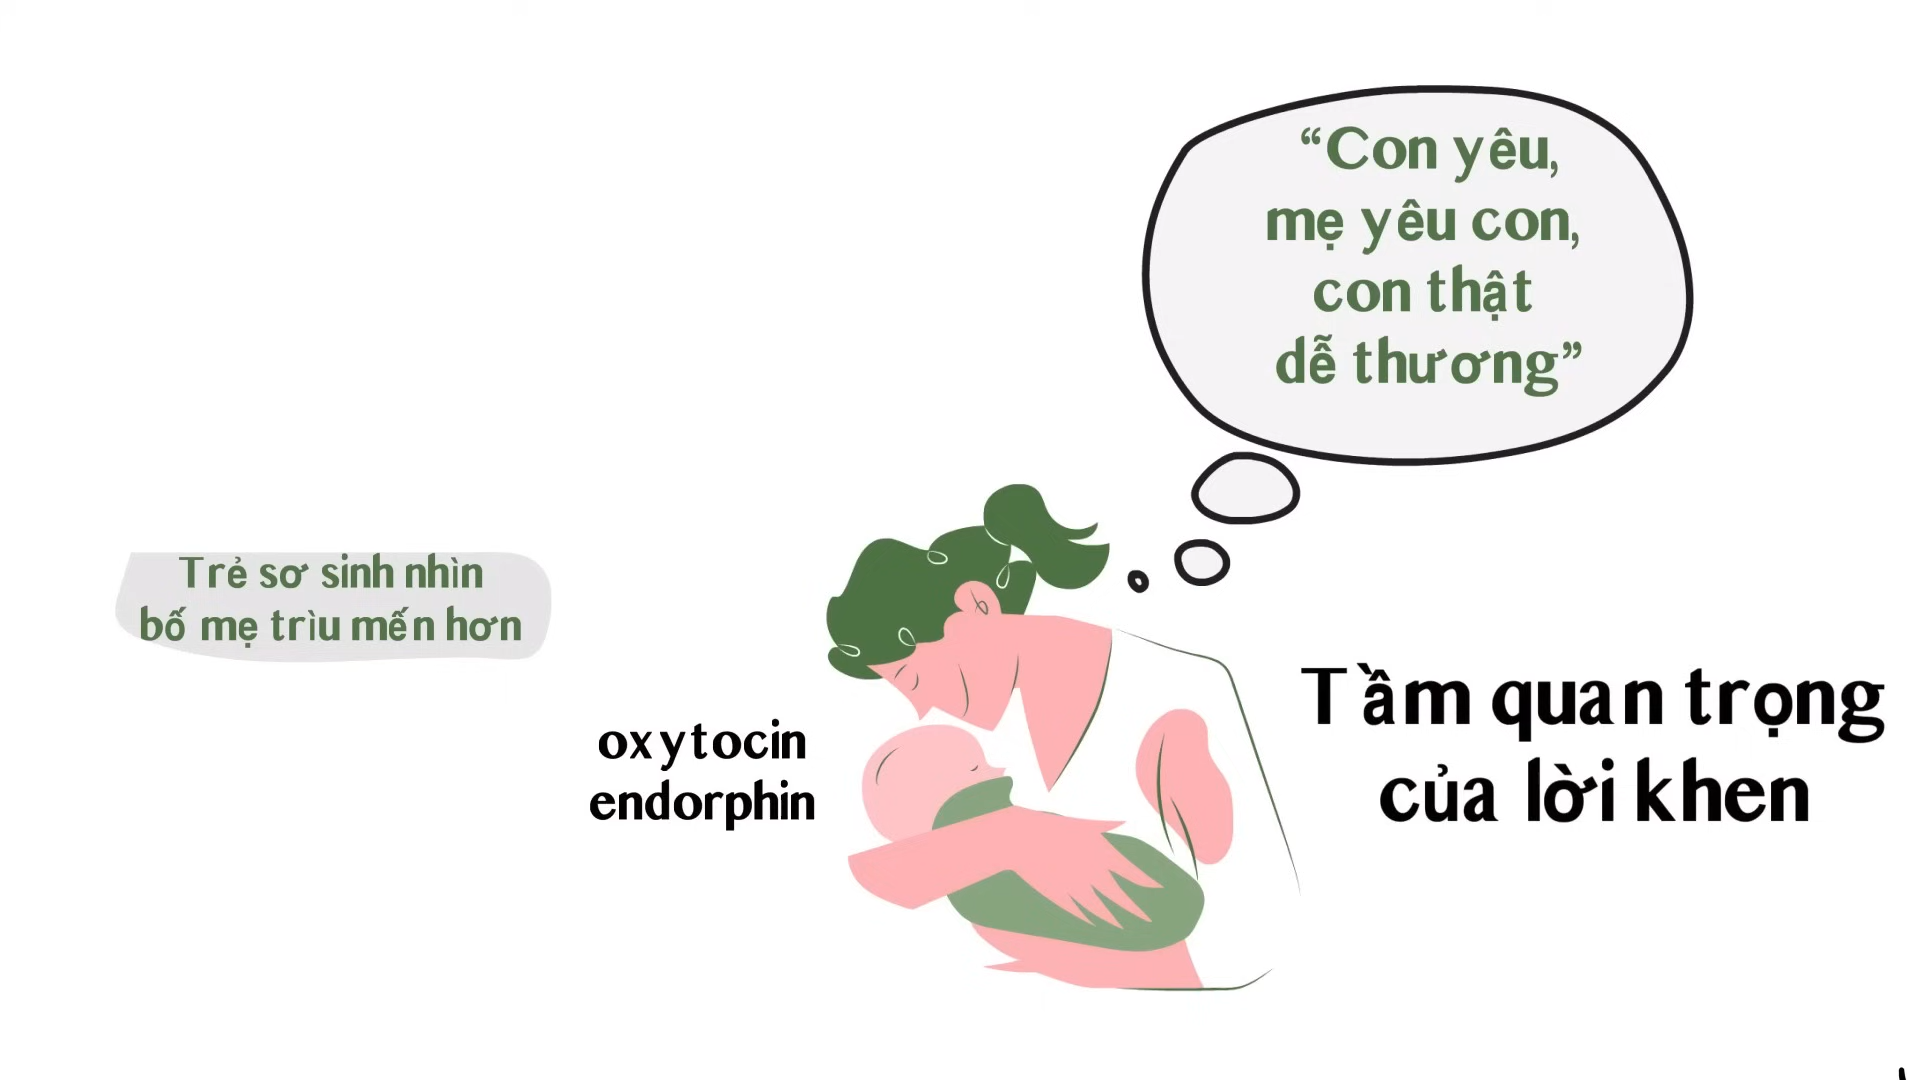 “Con yêu,
mẹ yêu con,
con thật
dễ thương”
Trẻ sơ sinh nhìn
bố mẹ trìu mến hơn
oxytocin
endorphin
Tầm quan trọng
của lời khen